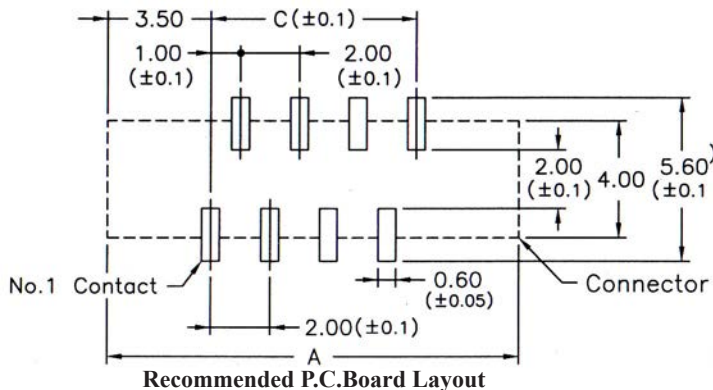 3.50
C(±0.1)
1.00
(±0.1)
2.00
(±0.1)
2.00
(±0.1)
4.00
5.60
(±0.1
No.1 Contact
0.60
(±0.05)
Connector
2.00(±0.1)
A
Recommended P.C.Board Layout